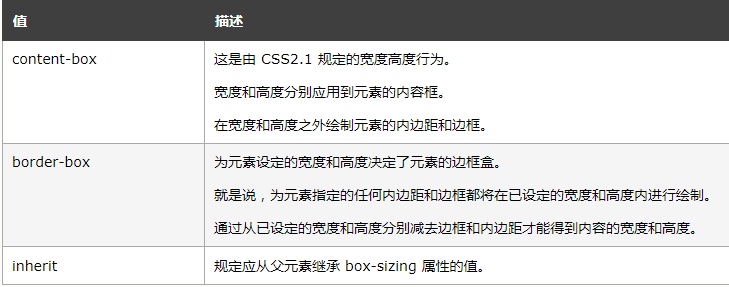 值 描述
content-box 这是由 CSS2.1 规定的宽度高度行为。
宽度和高度分别应用到元素的内容框。
在宽度和高度之外绘制元素的内边距和边框。
border-box 为元素设定的宽度和高度决定了元素的边框盒。
就是说，为元素指定的任何内边距和边框都将在已设定的宽度和高度内进行绘制。
通过从已设定的宽度和高度分别减去边框和内边距才能得到内容的宽度和高度。
inherit 规定应从父元素继承 box-sizing 属性的值。